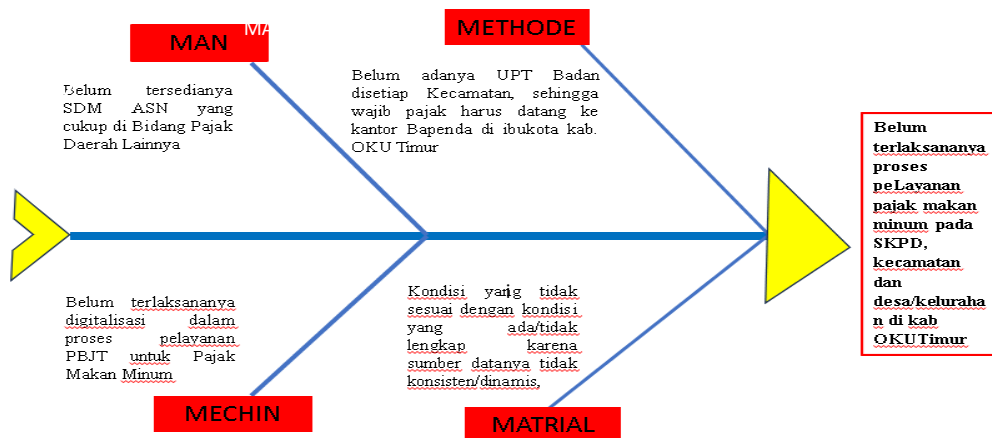 MAN
MA
METHODE
Belum tersedianya
SDM ASN yang
cukup di Bidang Pajak
Daerah Lainnya
Belum adanya UPT Badan
disetiap Kecamatan, sehingga
wajib pajak harus datang ke
kantor Bapenda di ibukota kab.
OKU Timur
Belum
terlaksananya
proses
peLayanan
pajak makan
minum pada
SKPD,
kecamatan
dan
desa/keluraha
n di kab
OKUTimur
Belum terlaksananya
digitalisasi dalam
proses pelayanan
PBJT untuk Pajak
Makan Minum
Kondisi yang tidak
sesuai dengan kondisi
yang ada/tidak
lengkap karena
sumber datanya tidak
konsisten/dinamis,
MECHIN
MATRIAL